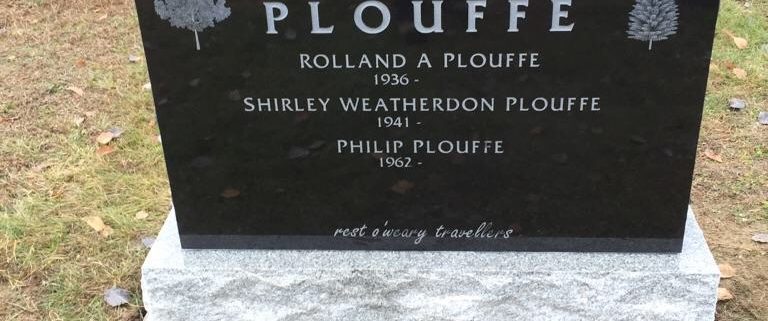 PLOUFFE
ROLLAND A PLOUFFE
1936 -
SHIRLEY WEATHERDON PLOUFFE
1941 -
PHILIP PLOUFFE
1962 -
rest o'weary travellers